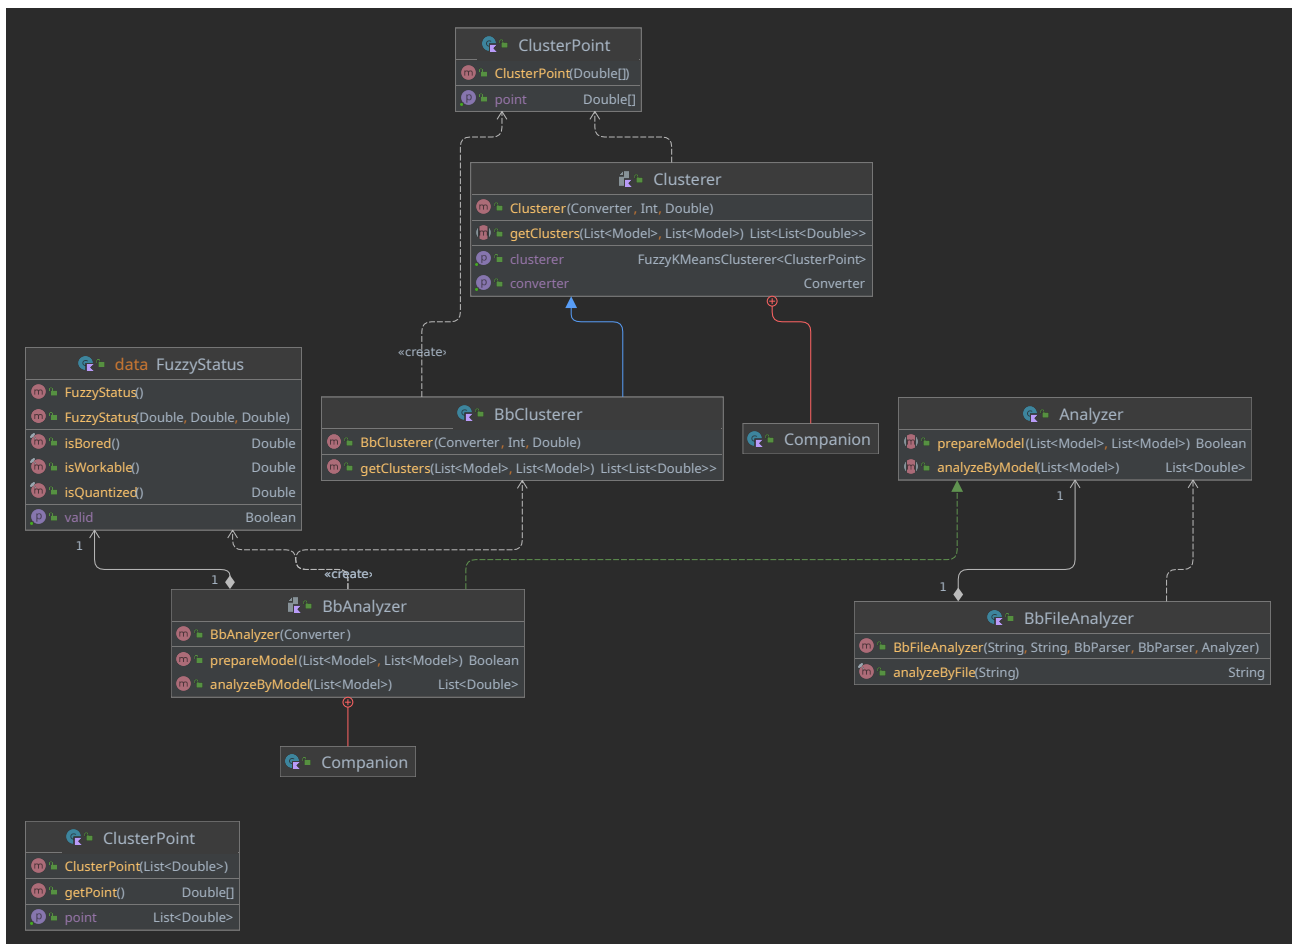 ClusterPoint
ClusterPoint(Double[])
point Double[]
Clusterer
Clusterer(Converter, Int, Double)
getClusters(List<Model>, List<Model>) List<List<Double>>
clusterer FuzzyKMeansClusterer<ClusterPoint>
converter Converter
«create»
data FuzzyStatus
FuzzyStatus()
FuzzyStatus(Double, Double, Double)
isBored() Double
isWorkable() Double
isQuantized() Double
valid Boolean
BbClusterer
BbClusterer(Converter, Int, Double)
getClusters(List<Model>, List<Model>) List<List<Double>>
Companion
Analyzer
prepareModel(List<Model>, List<Model>) Boolean
analyzeByModel(List<Model>) List<Double>
1
1
1
1
«create»
BbAnalyzer
BbAnalyzer(Converter)
prepareModel(List<Model>, List<Model>) Boolean
analyzeByModel(List<Model>) List<Double>
BbFileAnalyzer
BbFileAnalyzer(String, String, BbParser, BbParser, Analyzer)
analyzeByFile(String) String
Companion
ClusterPoint
ClusterPoint(List<Double>)
getPoint() Double[]
point List<Double>